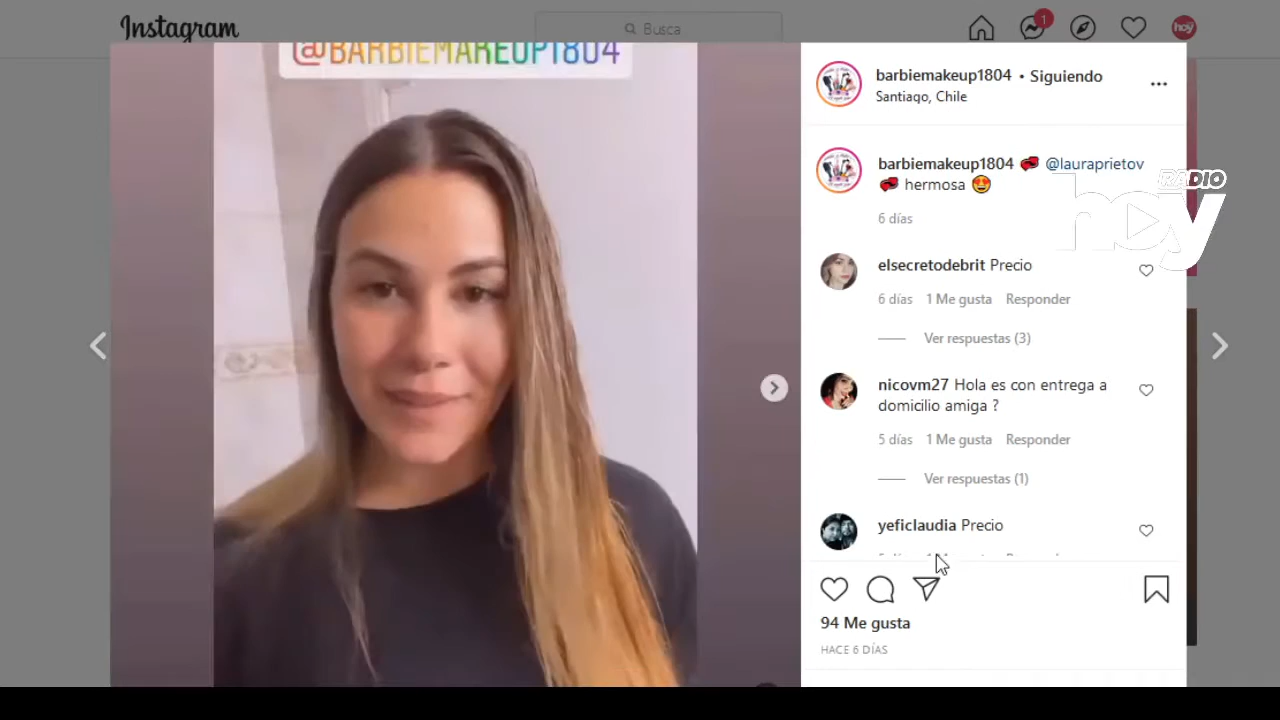 Instagram
Busca
1
hoy
@BARBIEMAKEUP1804
barbiemakeup1804 • Siguiendo
Santiago, Chile
barbiemakeup1804 @lauraprietov
hermosa
6 días
RADIO
hoy
elsecretodebrit Precio
6 días 1 Me gusta Responder
Ver respuestas (3)
nicovm27 Hola es con entrega a
domicilio amiga ?
5 días 1 Me gusta Responder
Ver respuestas (1)
yeficlaudia Precio
94 Me gusta
HACE 6 DÍAS